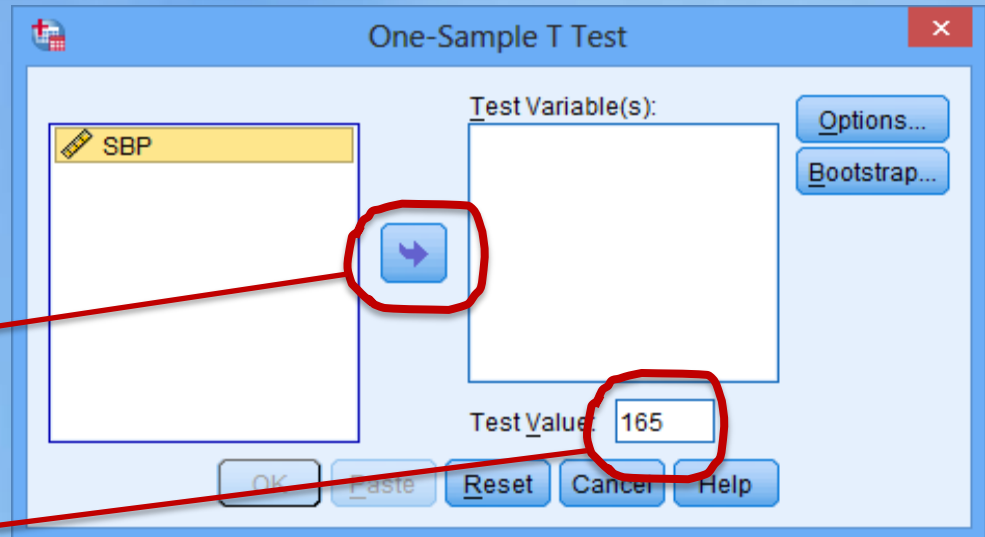 One-Sample T Test
Test Variable(s):
SBP
Options...
Bootstrap...
Test Value: 165
OK Paste Reset Cancel Help